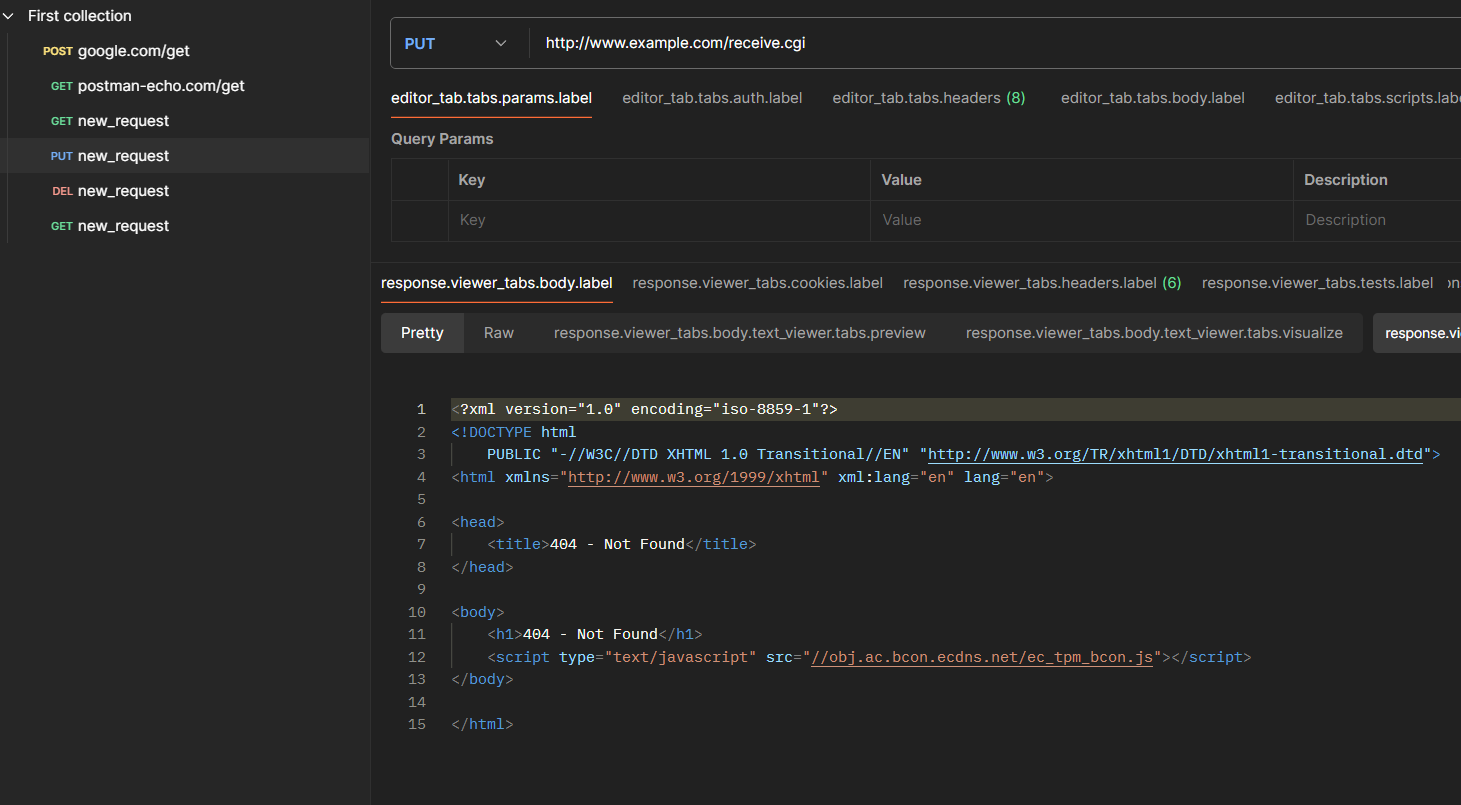 First collection
POST google.com/get
GET postman-echo.com/get
GET new_request
PUT new_request
DEL new_request
GET new_request
PUT http://www.example.com/receive.cgi
editor_tab.tabs.params.label editor_tab.tabs.auth.label editor_tab.tabs.headers (8) editor_tab.tabs.body.label editor_tab.tabs.scripts.labe
Query Params
Key Value Description
Key Value Description
response.viewer_tabs.body.label response.viewer_tabs.cookies.label response.viewer_tabs.headers.label (6) response.viewer_tabs.tests.label
Pretty Raw response.viewer_tabs.body.text_viewer.tabs.preview response.viewer_tabs.body.text_viewer.tabs.visualize response.vi
1 <?xml version="1.0" encoding="iso-8859-1"?>
2 <!DOCTYPE html
3 PUBLIC "-//W3C//DTD XHTML 1.0 Transitional//EN" "http://www.w3.org/TR/xhtml1/DTD/xhtml1-transitional.dtd">
4 <html xmlns="http://www.w3.org/1999/xhtml" xml:lang="en" lang="en">
5
6 <head>
7 <title>404 - Not Found</title>
8 </head>
9
10 <body>
11 <h1>404 - Not Found</h1>
12 <script type="text/javascript" src="//obj.ac.bcon.ecdns.net/ec_tpm_bcon.js"></script>
13 </body>
14
15 </html>